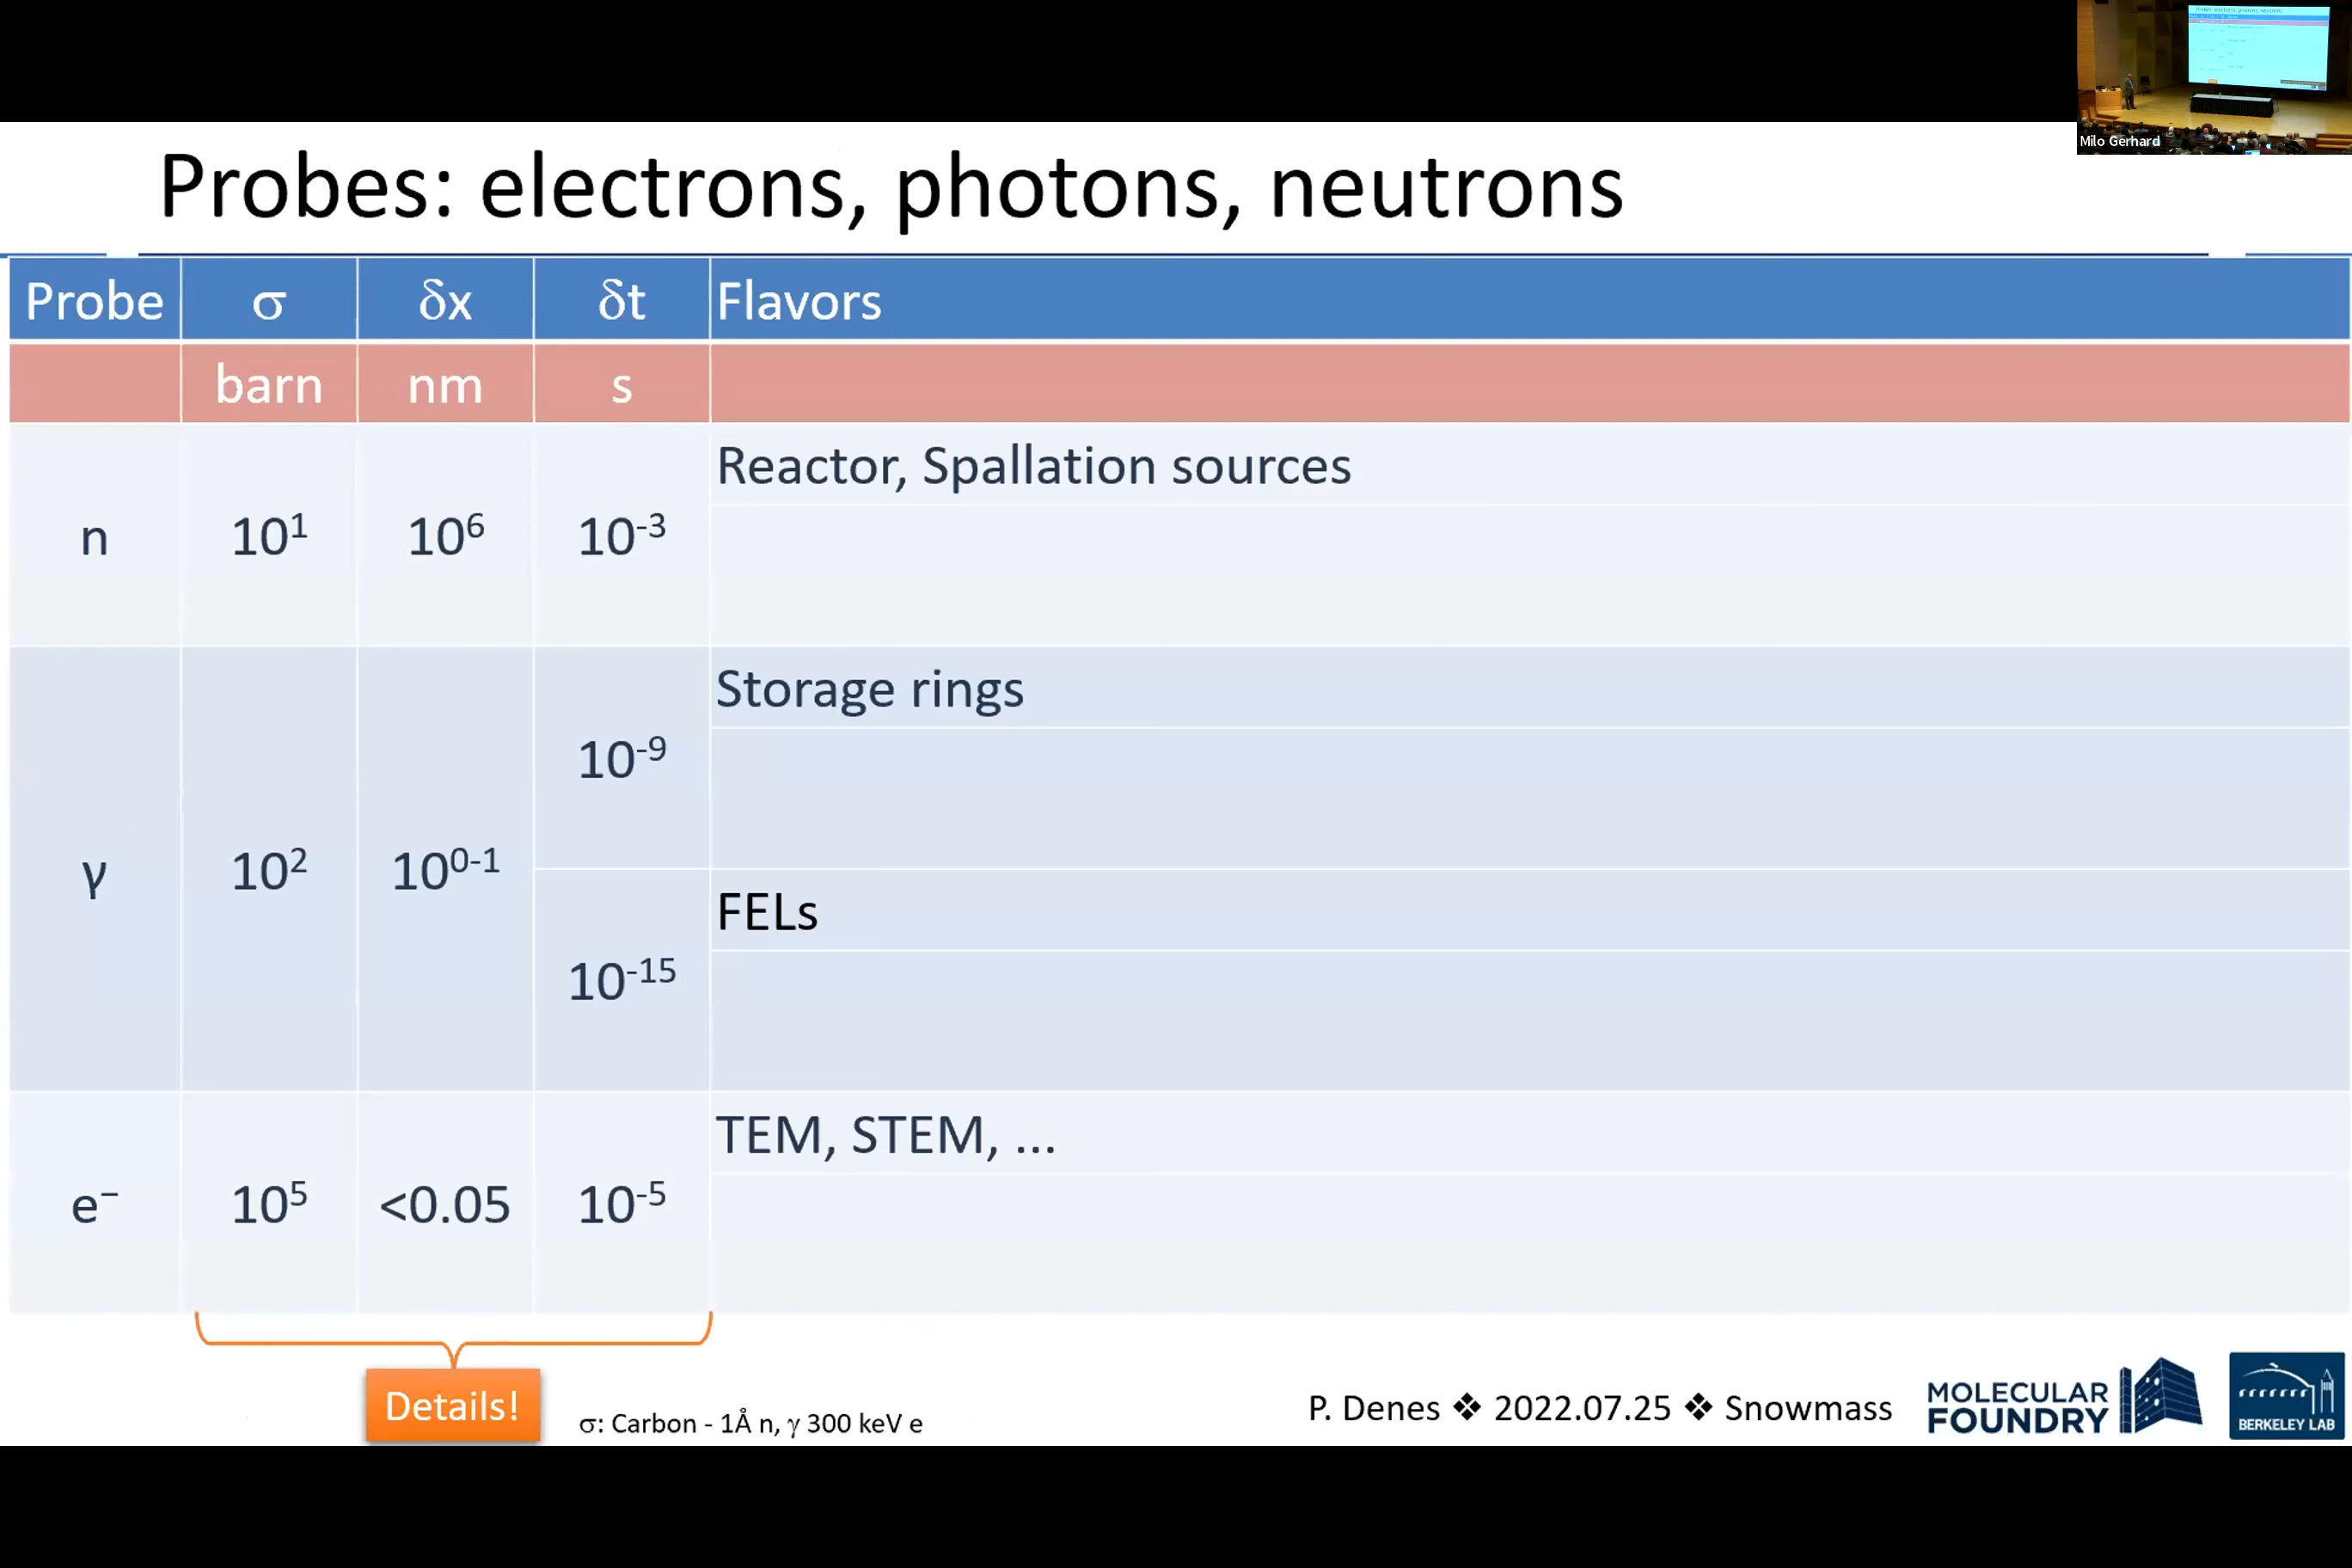 Milo Gerhard
Probes: electrons, photons, neutrons
Probe σ δx δt Flavors
barn nm s
Reactor, Spallation sources
n 10¹ 10⁶ 10⁻³
Storage rings
10⁻⁹
γ 10² 10⁰⁻¹
FELs
10⁻¹⁵
TEM, STEM, ...
e⁻ 10⁵ <0.05 10⁻⁵
Details!
σ: Carbon - 1Å n, γ 300 keV e
P. Denes ❖ 2022.07.25 ❖ Snowmass
MOLECULAR
FOUNDRY
BERKELEY LAB